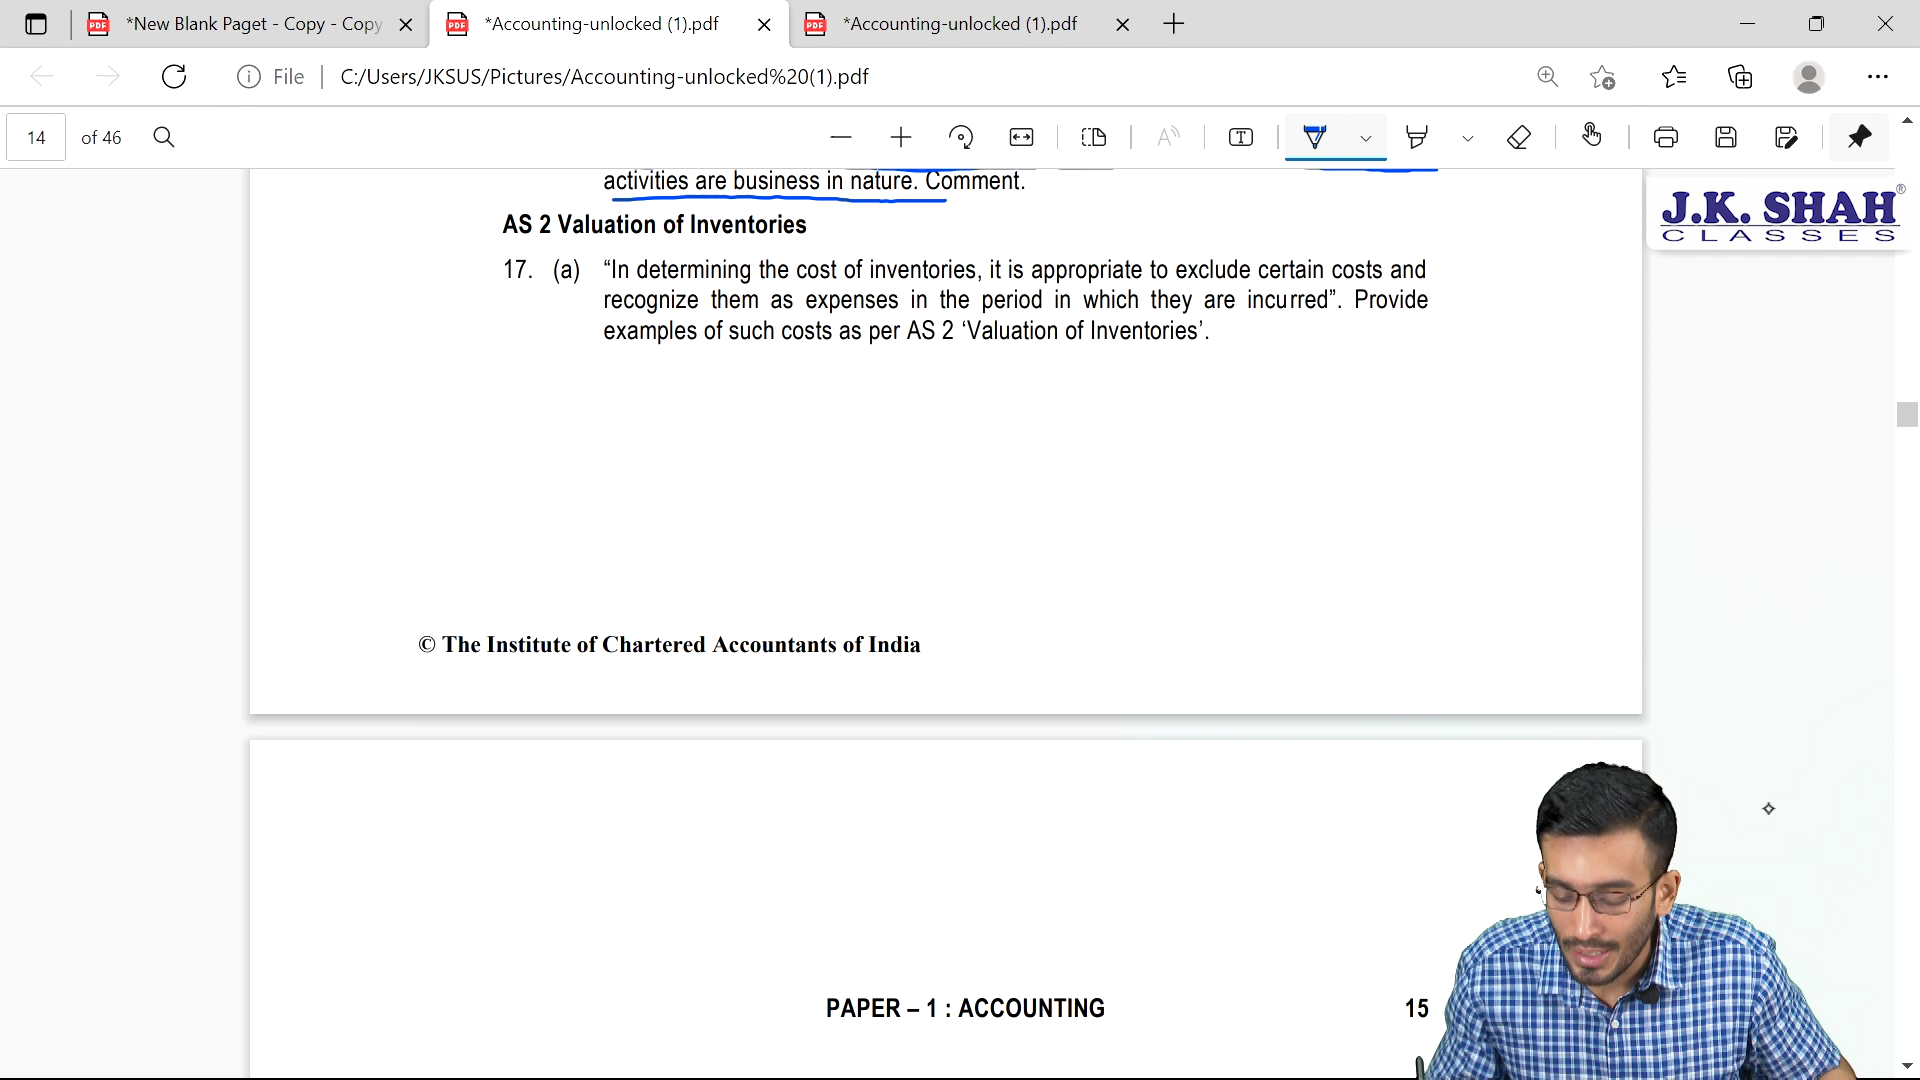 *New Blank Paget - Copy - Copy
*Accounting-unlocked (1).pdf
*Accounting-unlocked (1).pdf
File
C:/Users/JKSUS/Pictures/Accounting-unlocked%20(1).pdf
14 of 46
activities are business in nature. Comment.
J.K. SHAH®
CLASSES
AS 2 Valuation of Inventories
17. (a) “In determining the cost of inventories, it is appropriate to exclude certain costs and
recognize them as expenses in the period in which they are incurred”. Provide
examples of such costs as per AS 2 ‘Valuation of Inventories’.
© The Institute of Chartered Accountants of India
PAPER – 1 : ACCOUNTING 15